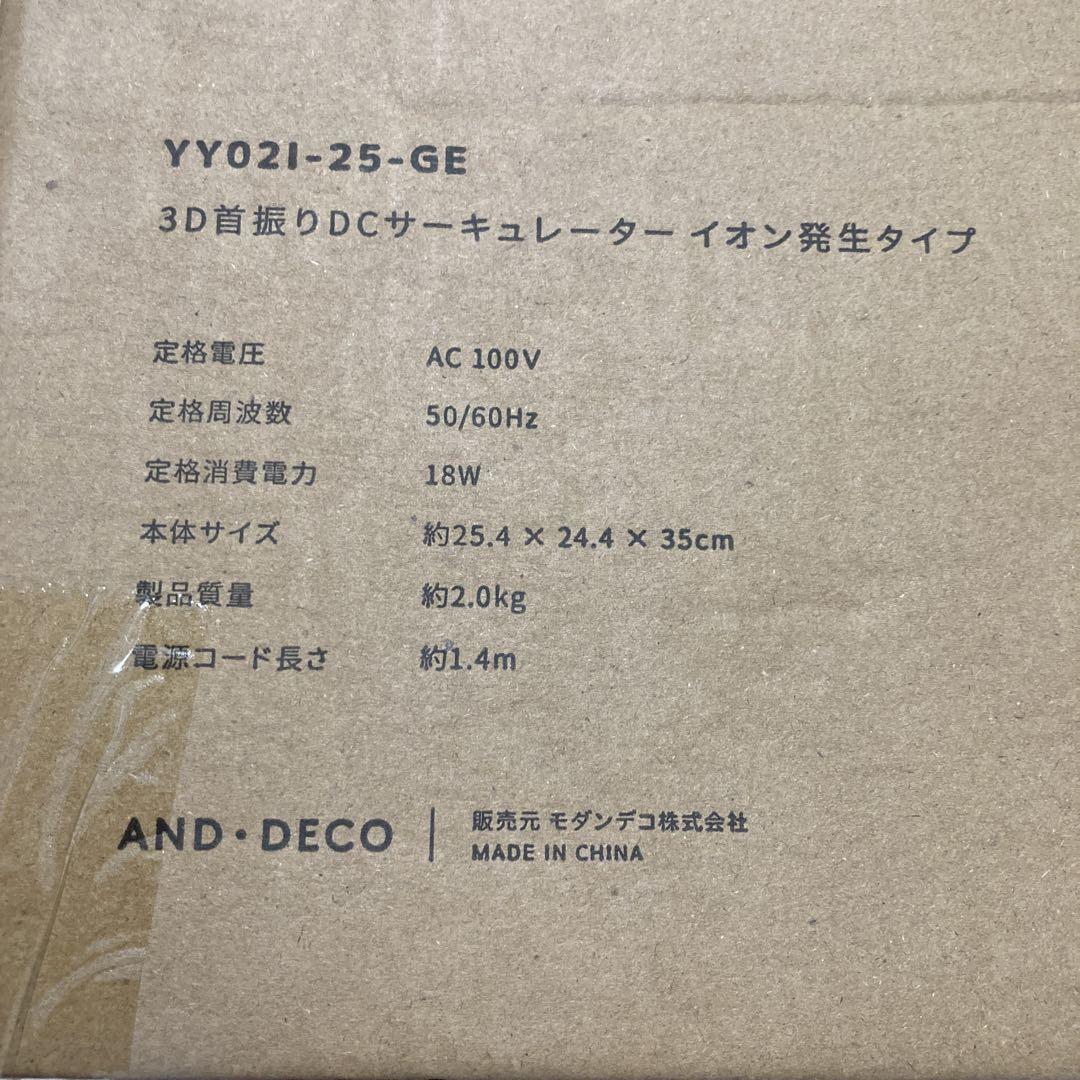 YY02I-25-GE
3D首振りDCサーキュレーター イオン発生タイプ
定格電圧 AC 100V
定格周波数 50/60Hz
定格消費電力 18W
本体サイズ 約25.4 × 24.4 × 35cm
製品質量 約2.0kg
電源コード長さ 約1.4m
AND・DECO
販売元 モダンデコ株式会社
MADE IN CHINA